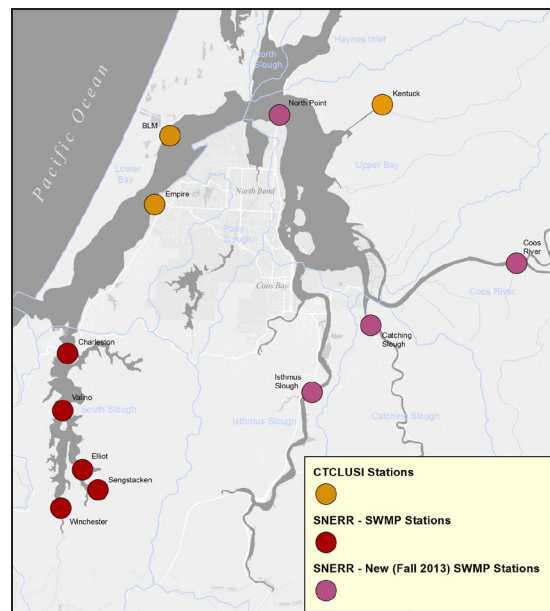 Haynes Inlet
North
Slough
Kentuck
North Point
BLM
Pacific Ocean
Lower
Bay
Upper Bay
Empire
North Bend
Pony
Slough
Coos
River
Coos Bay
Coos River
Catching
Slough
Charleston
Isthmus
Slough
Valino
South Slough
Isthmus Slough
Catching Slough
Elliot
Sengstacken
Winchester
CTCLUSI Stations
SNERR - SWMP Stations
SNERR - New (Fall 2013) SWMP Stations